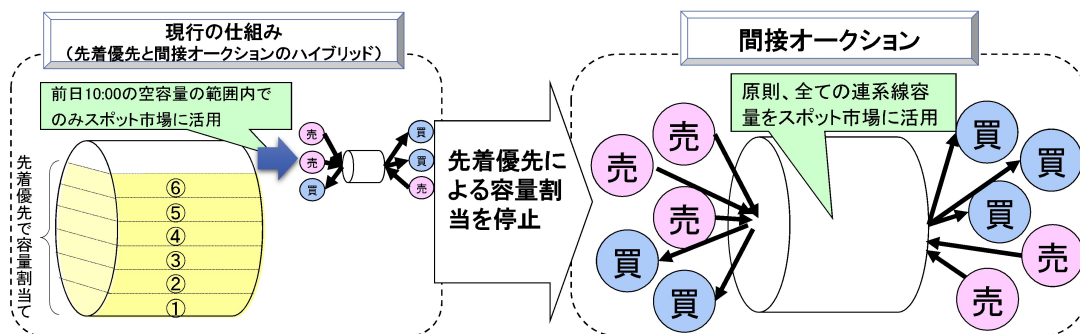 現行の仕組み
（先着優先と間接オークションのハイブリッド）
前日10:00の空容量の範囲内で
のみスポット市場に活用
先着優先で容量割当て
⑥
⑤
④
③
②
①
売
売
買
買
買
売
先着優先に
よる容量割
当を停止
間接オークション
原則、全ての連系線容
量をスポット市場に活用
売
売
売
買
買
買
買
買
売
売